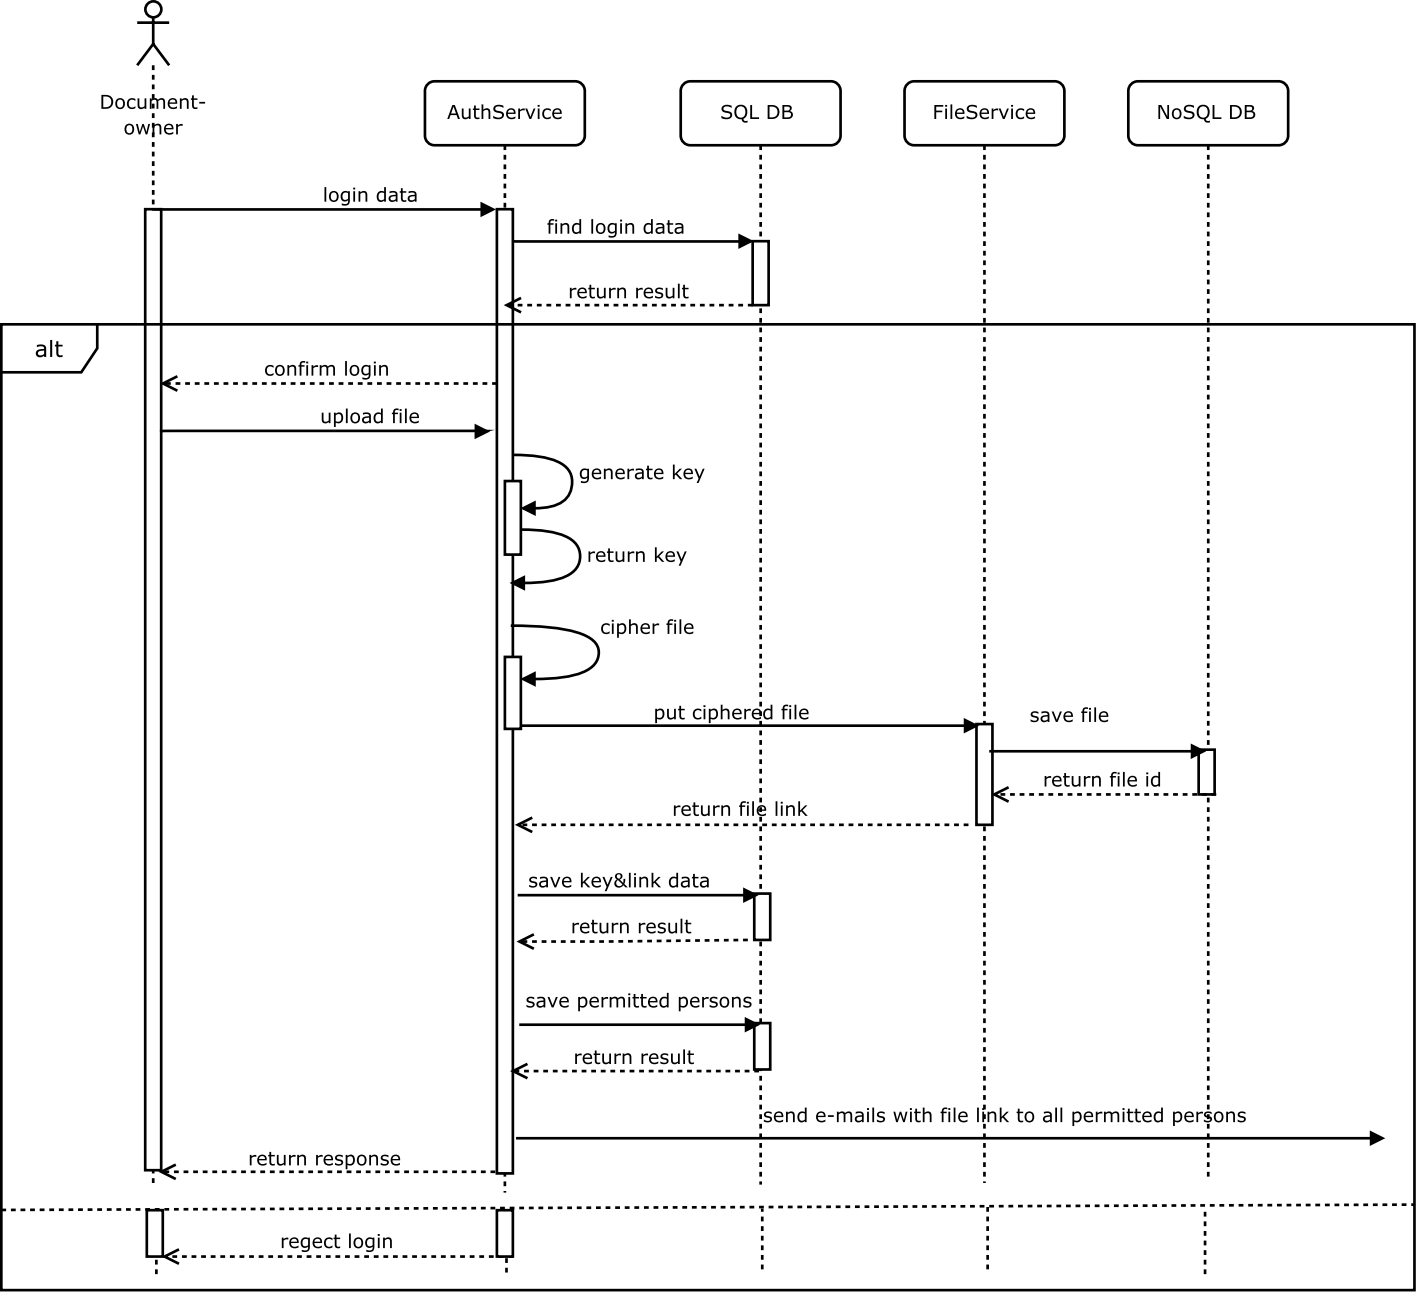 Document-
owner
AuthService
SQL DB
FileService
NoSQL DB
login data
find login data
return result
alt
confirm login
upload file
generate key
return key
cipher file
put ciphered file
save file
return file id
return file link
save key&link data
return result
save permitted persons
return result
send e-mails with file link to all permitted persons
return response
regect login